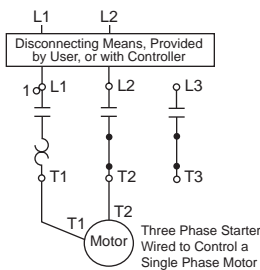 L1 L2
Disconnecting Means, Provided
by User, or with Controller
1 L1 L2 L3
T1 T2 T3
T1 T2
Motor
Three Phase Starter
Wired to Control a
Single Phase Motor